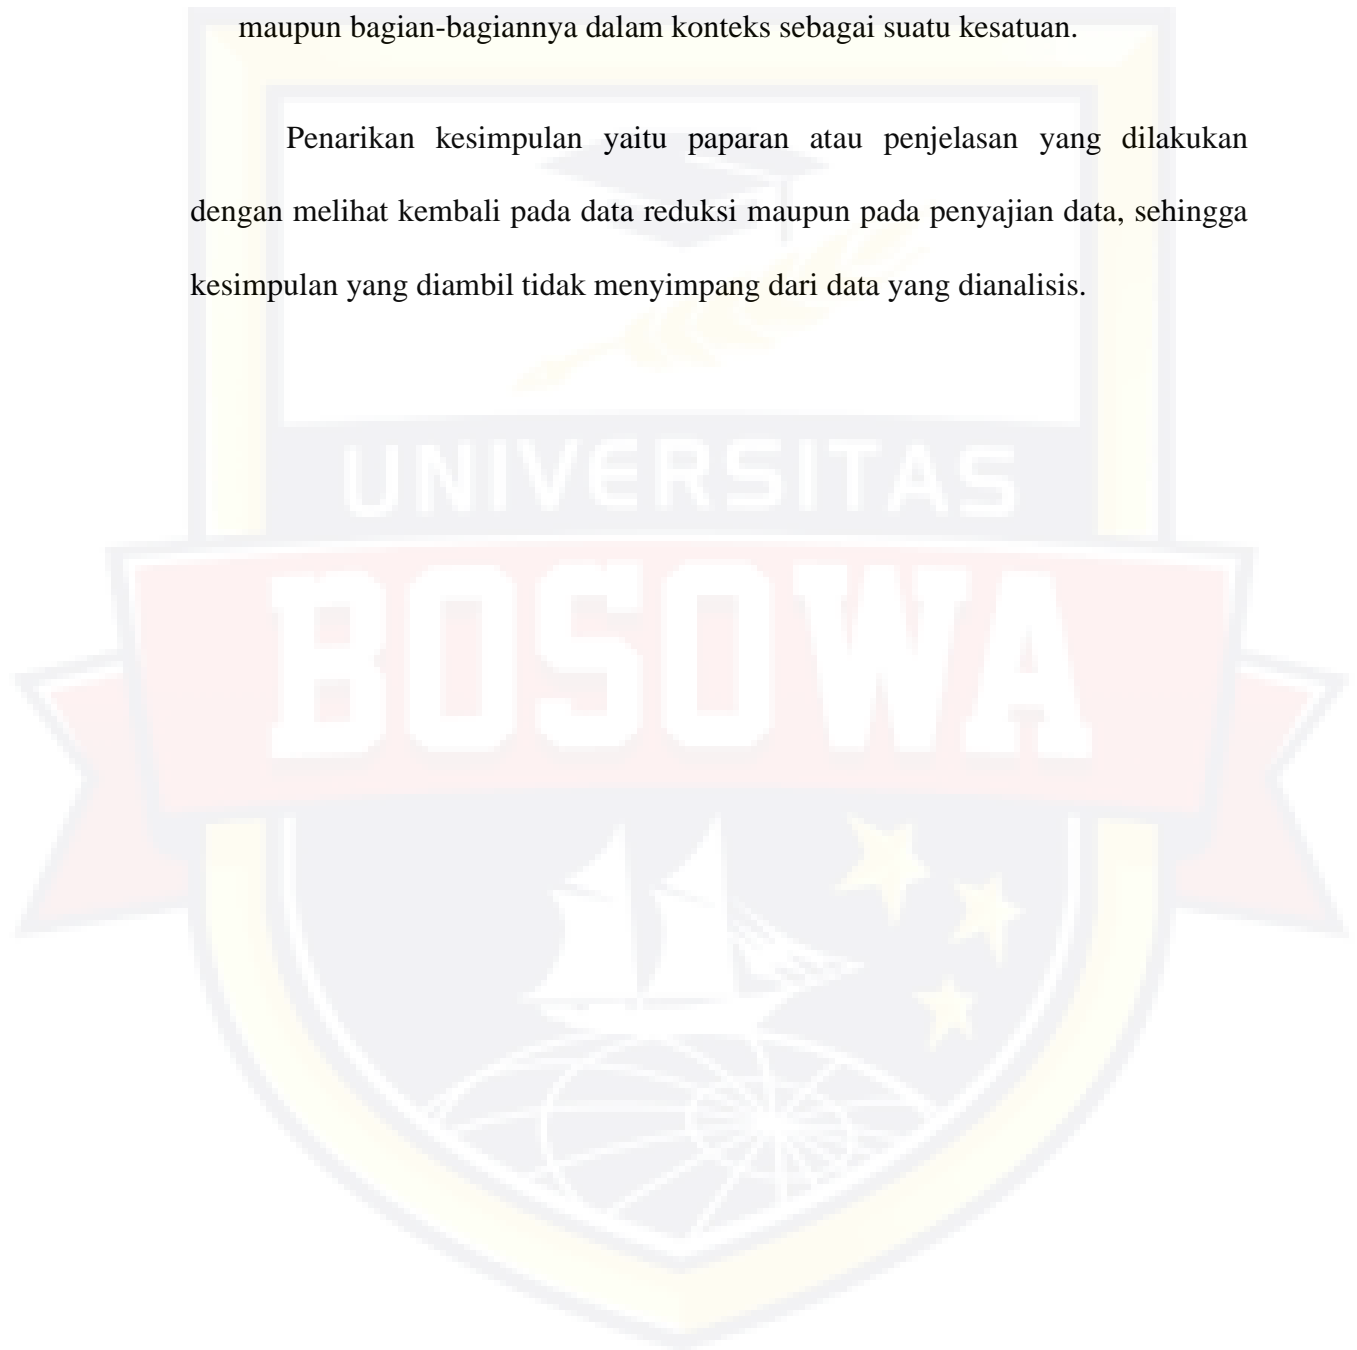 maupun bagian-bagiannya dalam konteks sebagai suatu kesatuan.
Penarikan kesimpulan yaitu paparan atau penjelasan yang dilakukan
dengan melihat kembali pada data reduksi maupun pada penyajian data, sehingga
kesimpulan yang diambil tidak menyimpang dari data yang dianalisis.
UNIVERSITAS
BOSOWA